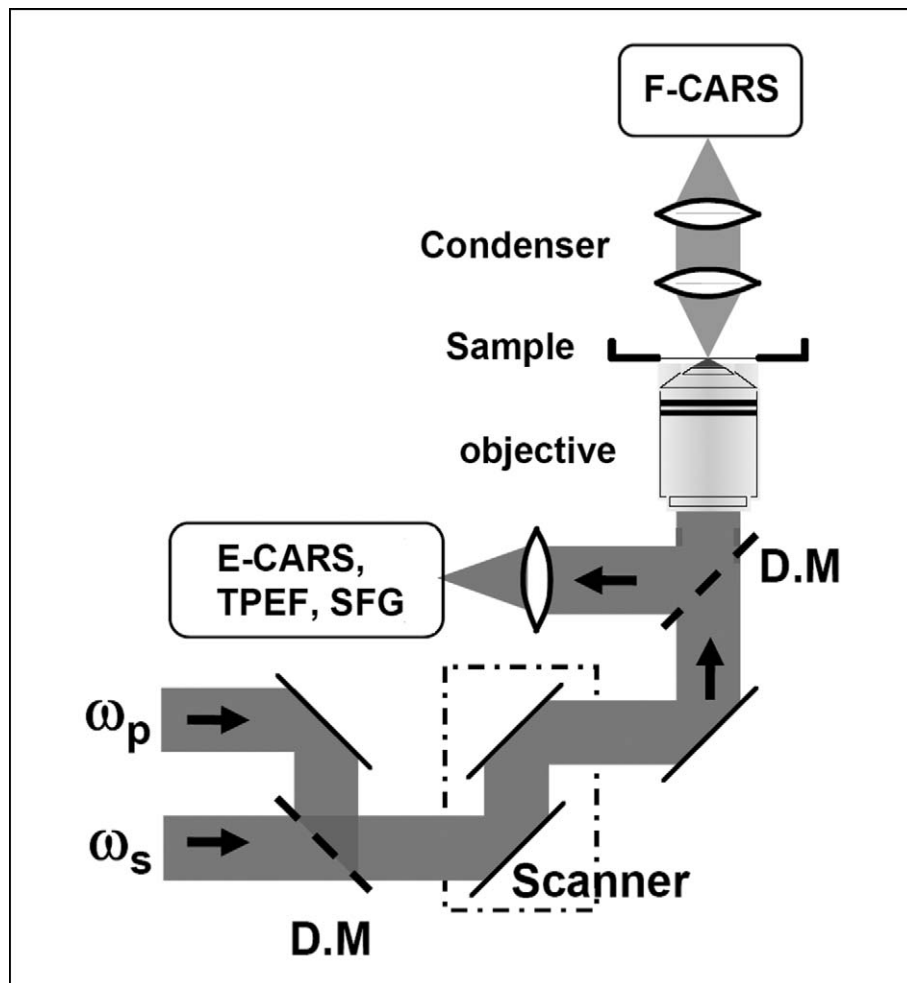 F-CARS
Condenser
Sample
objective
E-CARS,
TPEF, SFG
D.M
ωp
ωs
Scanner
D.M